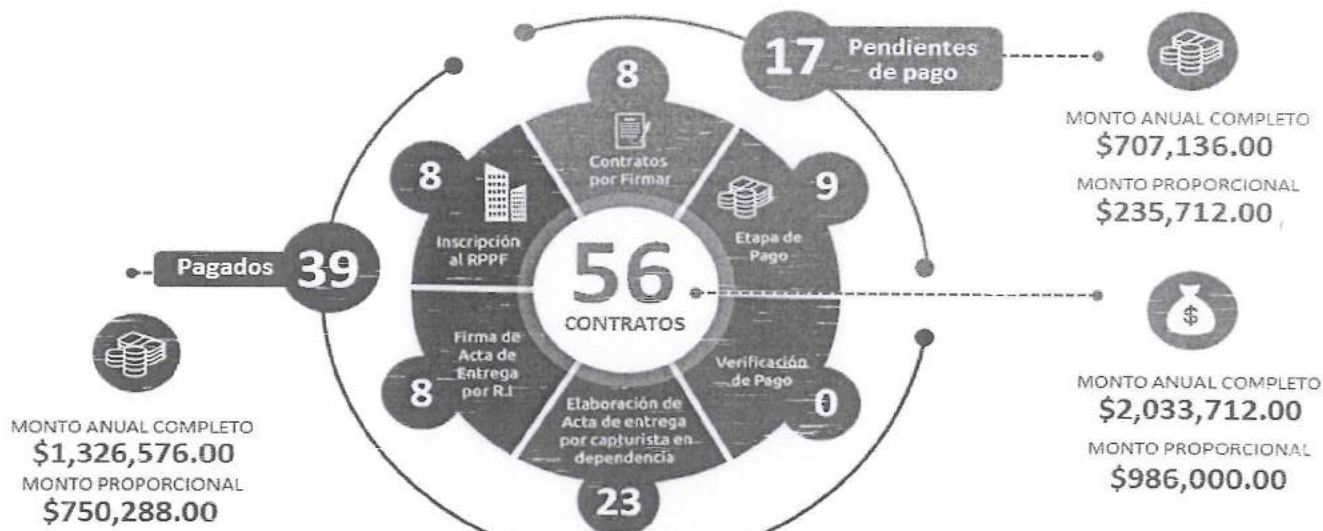 17
Pendientes
de pago
MONTO ANUAL COMPLETO
$707,136.00
MONTO PROPORCIONAL
$235,712.00
8
Contratos
por Firmar
8
Inscripción
al RPPF
9
Etapa de
Pago
56
CONTRATOS
Pagados
39
MONTO ANUAL COMPLETO
$1,326,576.00
MONTO PROPORCIONAL
$750,288.00
Firma de
Acta de
Entrega
por R.I
8
Elaboración de
Acta de entrega
por capturista en
dependencia
23
Verificación
de Pago
0
$
MONTO ANUAL COMPLETO
$2,033,712.00
MONTO PROPORCIONAL
$986,000.00